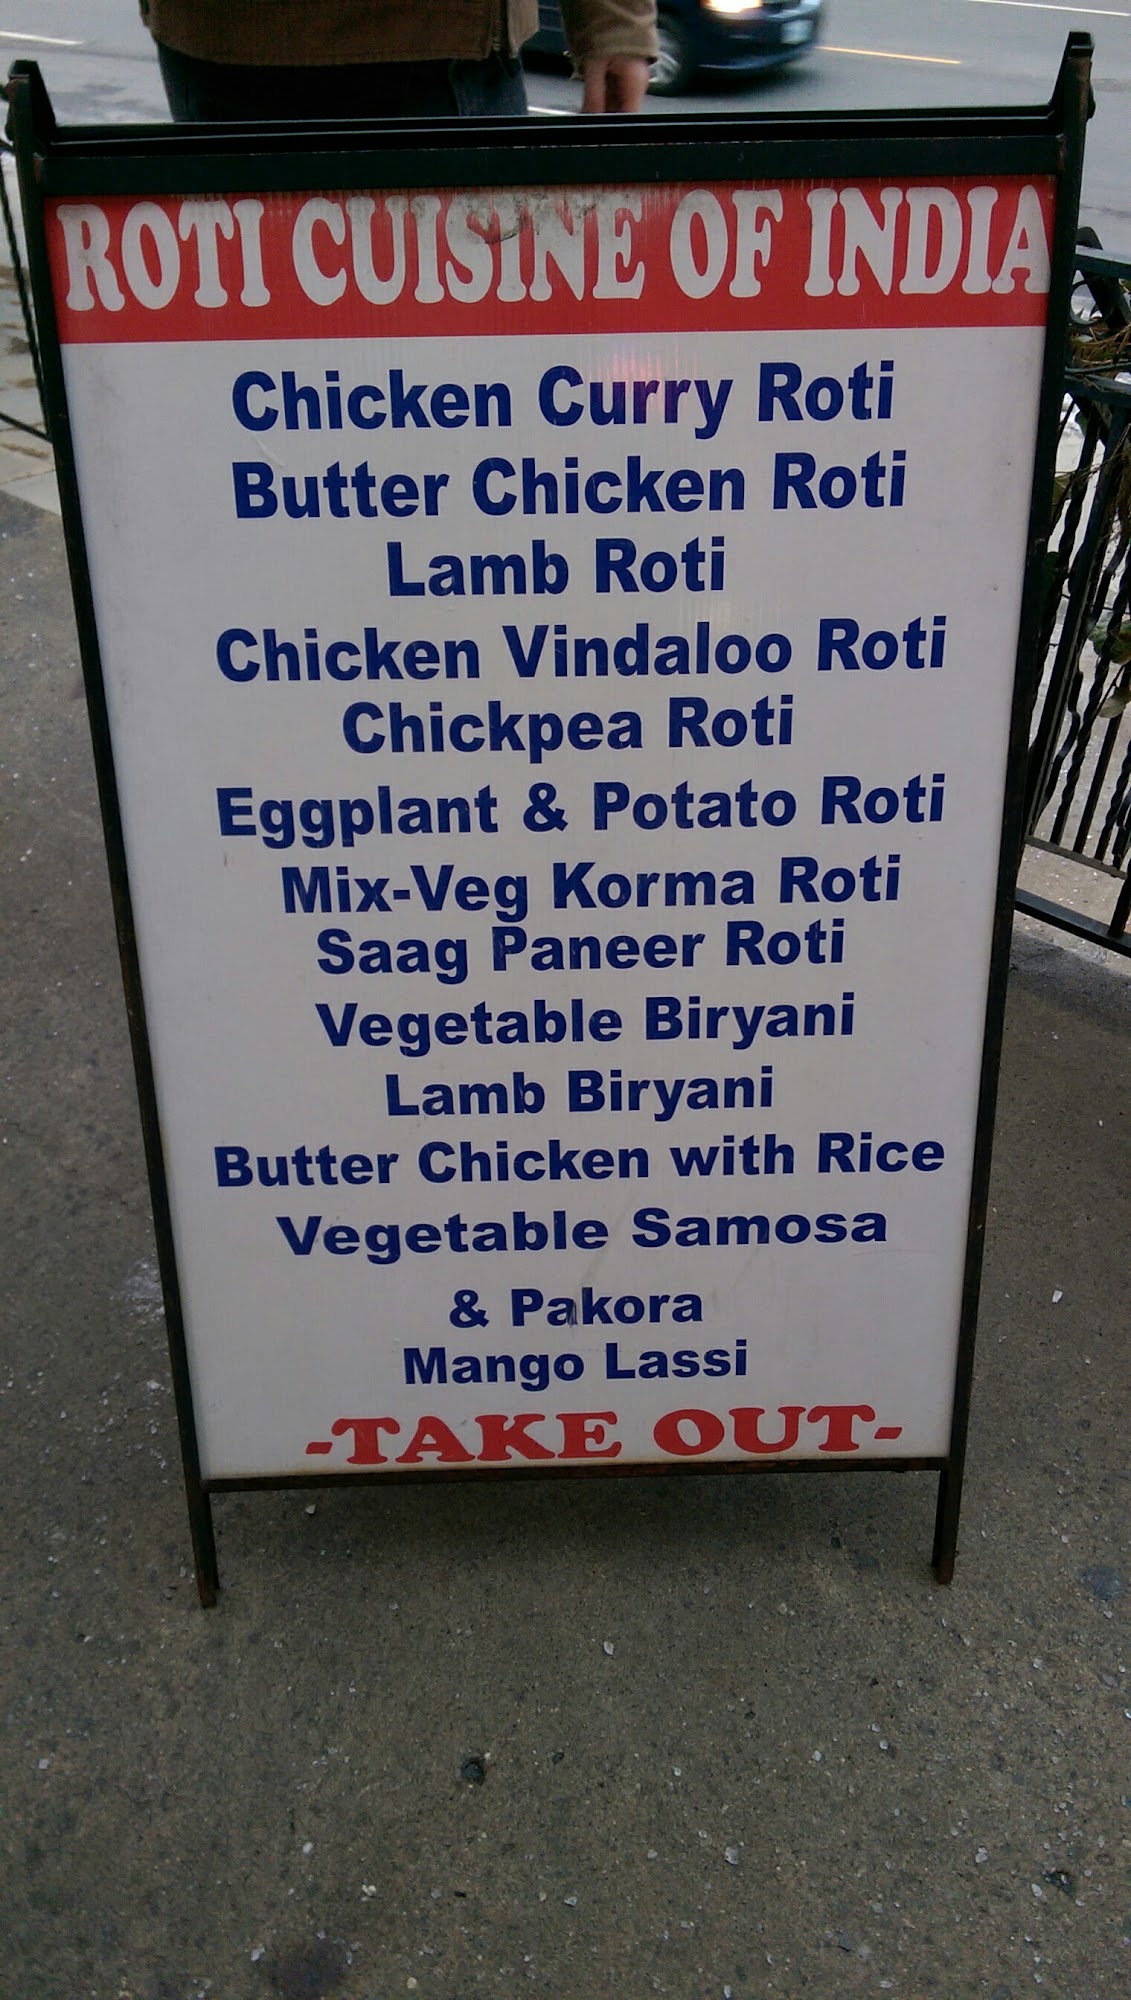 ROTI CUISINE OF INDIA
Chicken Curry Roti
Butter Chicken Roti
Lamb Roti
Chicken Vindaloo Roti
Chickpea Roti
Eggplant & Potato Roti
Mix-Veg Korma Roti
Saag Paneer Roti
Vegetable Biryani
Lamb Biryani
Butter Chicken with Rice
Vegetable Samosa
& Pakora
Mango Lassi
-TAKE OUT-